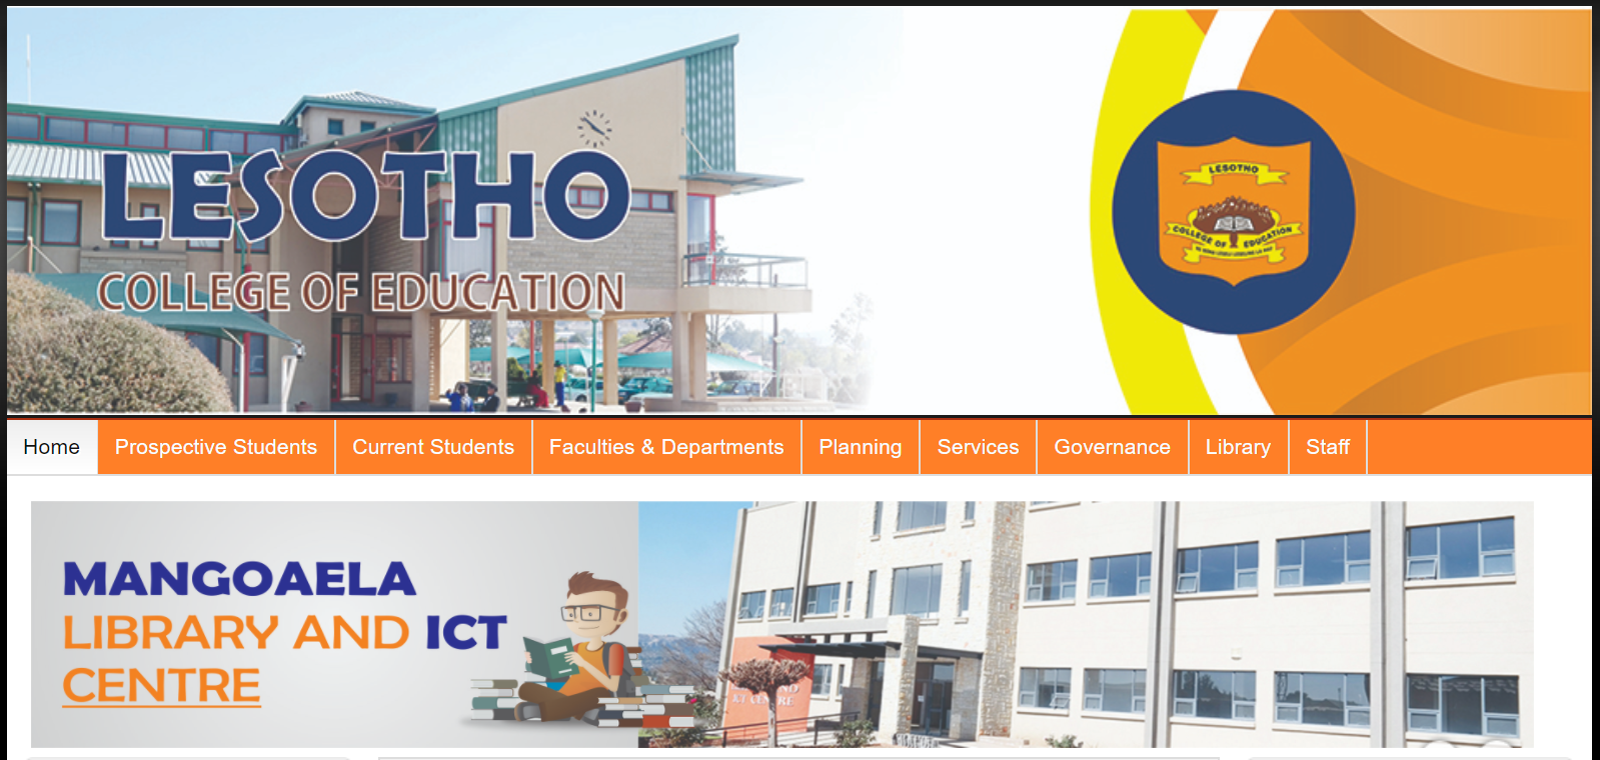 LESOTHO
COLLEGE OF EDUCATION
LESOTHO
COLLEGE OF EDUCATION
Home
Prospective Students
Current Students
Faculties & Departments
Planning
Services
Governance
Library
Staff
MANGOAELA
LIBRARY AND ICT
CENTRE